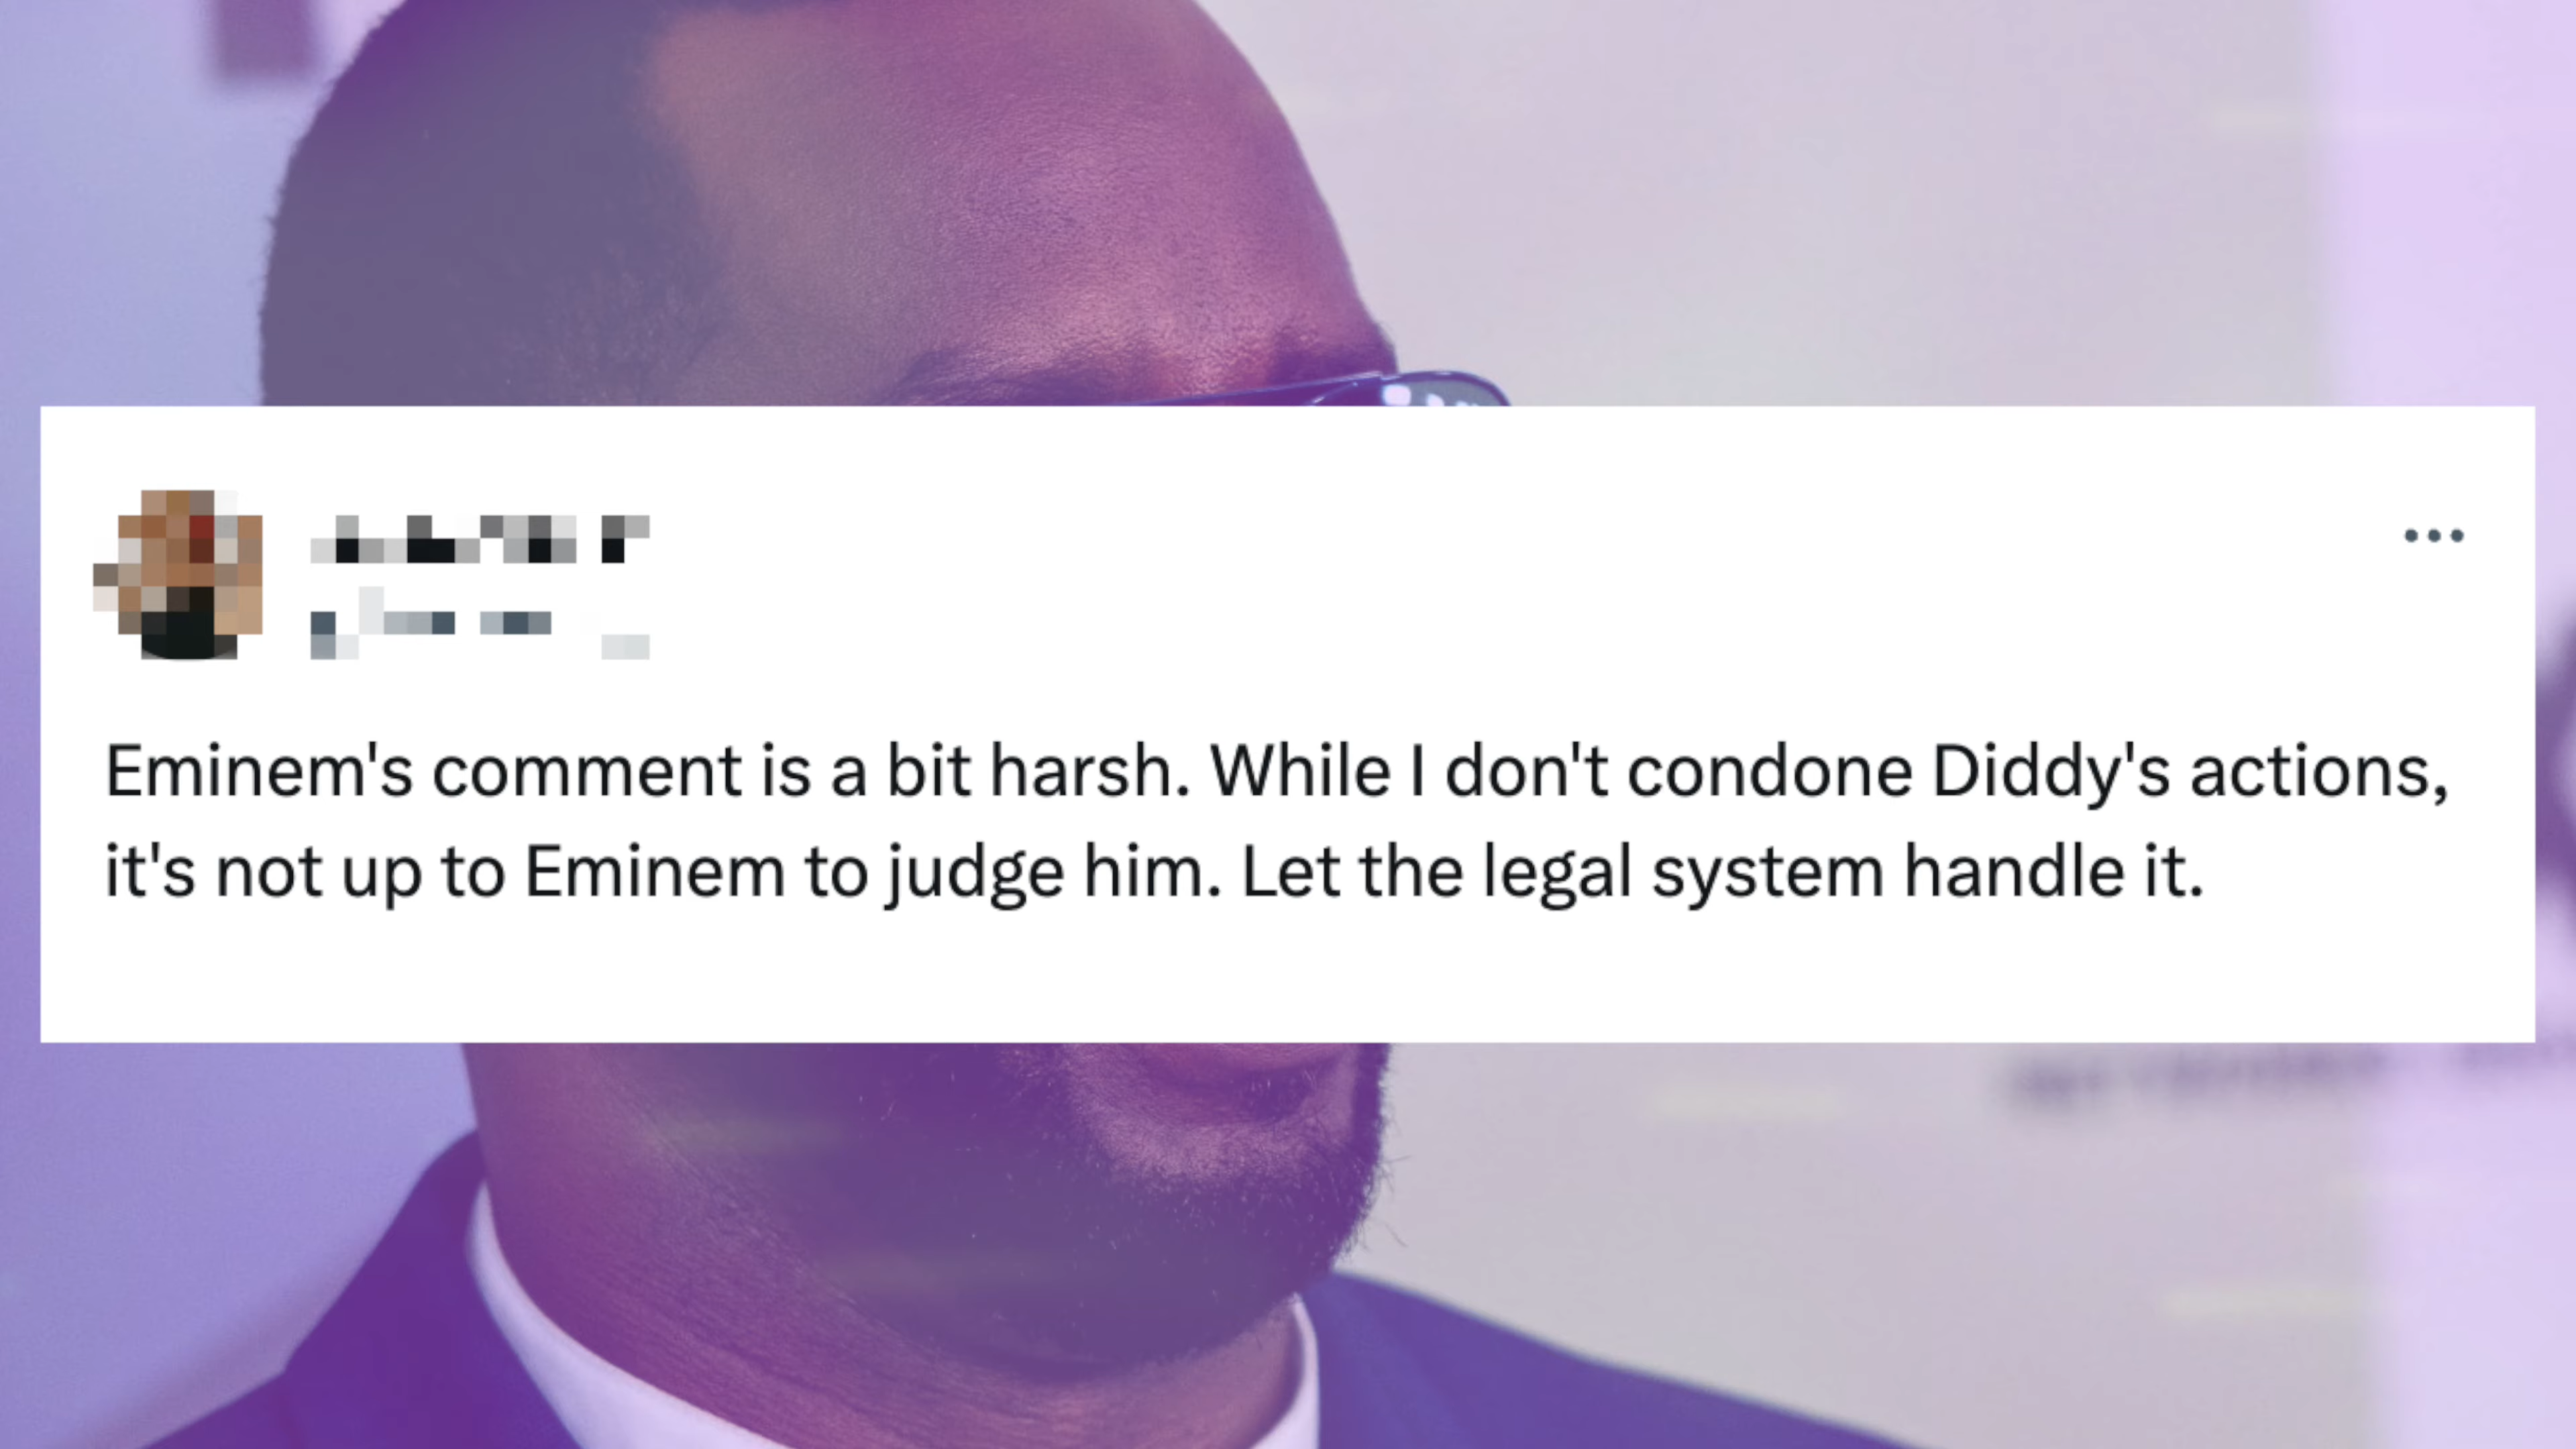 Eminem's comment is a bit harsh. While I don't condone Diddy's actions,
it's not up to Eminem to judge him. Let the legal system handle it.